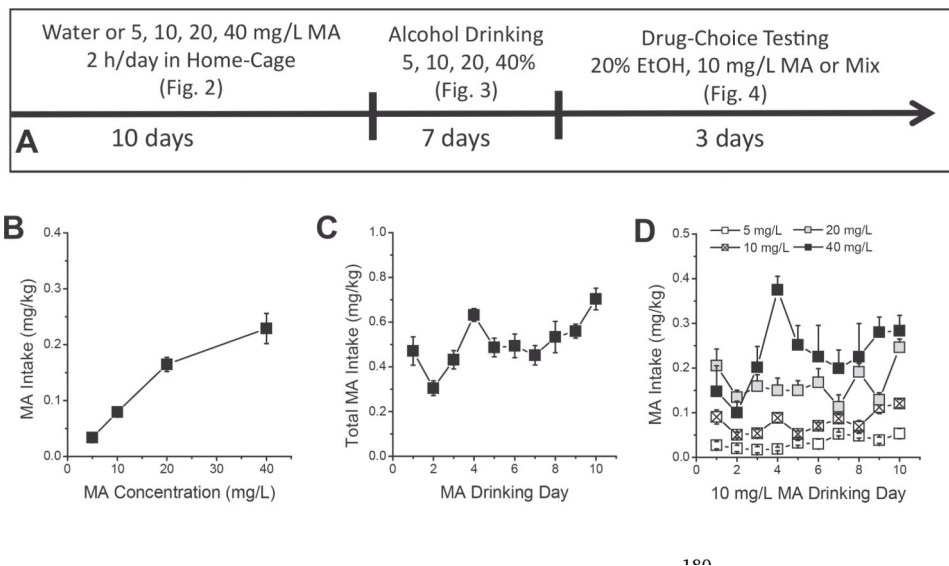 Water or 5, 10, 20, 40 mg/L MA
2 h/day in Home-Cage
(Fig. 2)
Alcohol Drinking
5, 10, 20, 40%
(Fig. 3)
Drug-Choice Testing
20% EtOH, 10 mg/L MA or Mix
(Fig. 4)
A
10 days
7 days
3 days
B
0.4
0.3
0.2
0.1
0.0
MA Intake (mg/kg)
0 10 20 30 40
MA Concentration (mg/L)
C
1.0
0.8
0.6
0.4
0.2
0.0
Total MA Intake (mg/kg)
0 2 4 6 8 10
MA Drinking Day
D
5 mg/L 20 mg/L
10 mg/L 40 mg/L
0.5
0.4
0.3
0.2
0.1
0.0
MA Intake (mg/kg)
0 2 4 6 8 10
10 mg/L MA Drinking Day
180